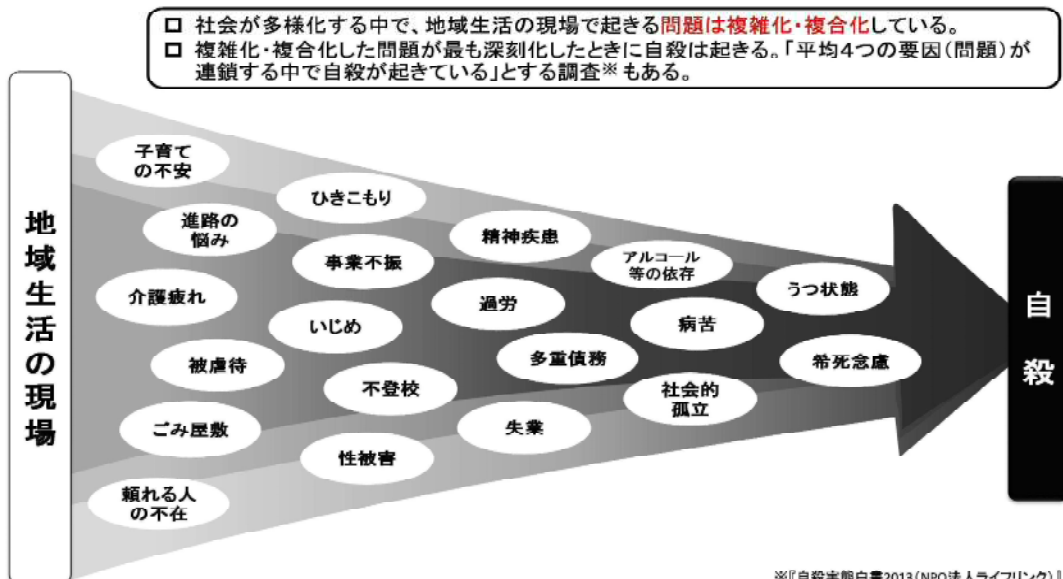 □ 社会が多様化する中で、地域生活の現場で起きる問題は複雑化・複合化している。
□ 複雑化・複合化した問題が最も深刻化したときに自殺は起きる。「平均4つの要因(問題)が
連鎖する中で自殺が起きている」とする調査※もある。
地域生活の現場
子育て
の不安
進路の
悩み
介護疲れ
被虐待
ごみ屋敷
頼れる人
の不在
ひきこもり
事業不振
いじめ
不登校
性被害
精神疾患
過労
多重債務
失業
アルコール
等の依存
病苦
社会的
孤立
うつ状態
希死念慮
自殺
※『自殺実態白書2013(NPO法人ライフリンク)』